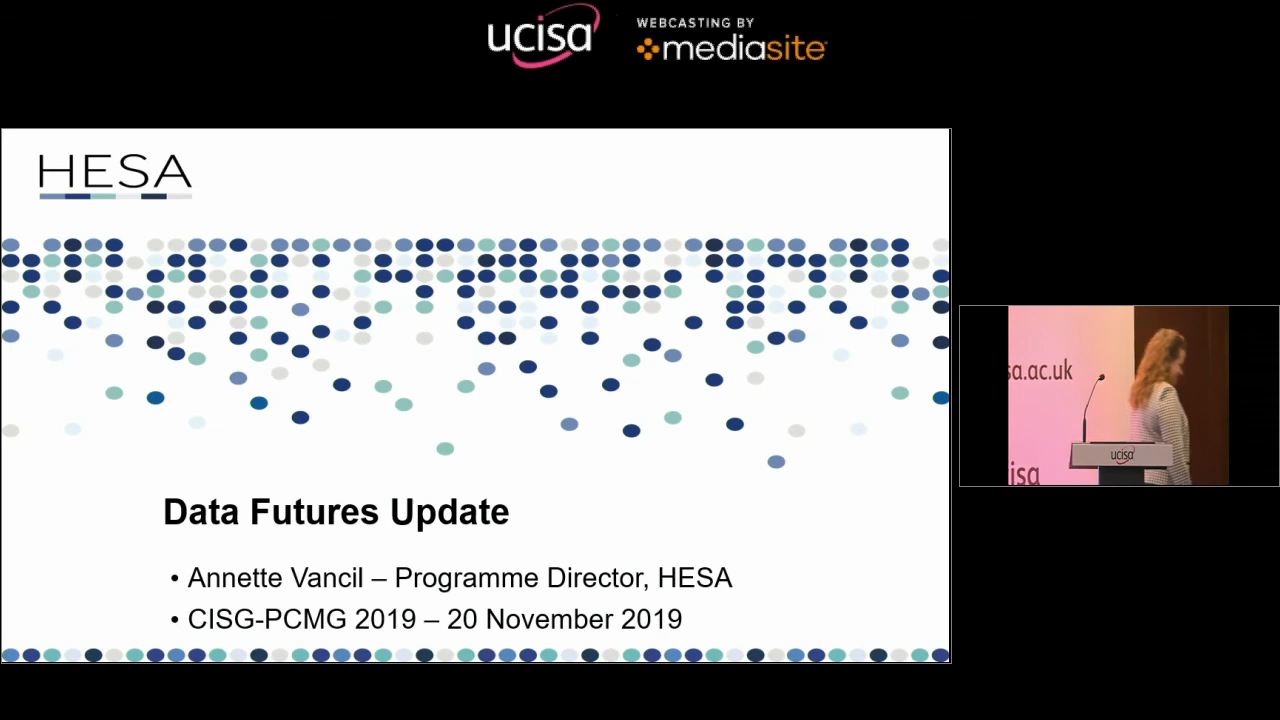 ucisa
WEBCASTING BY
mediasite
HESA
Data Futures Update
• Annette Vancil – Programme Director, HESA
• CISG-PCMG 2019 – 20 November 2019
sa.ac.uk
ucisa
isa